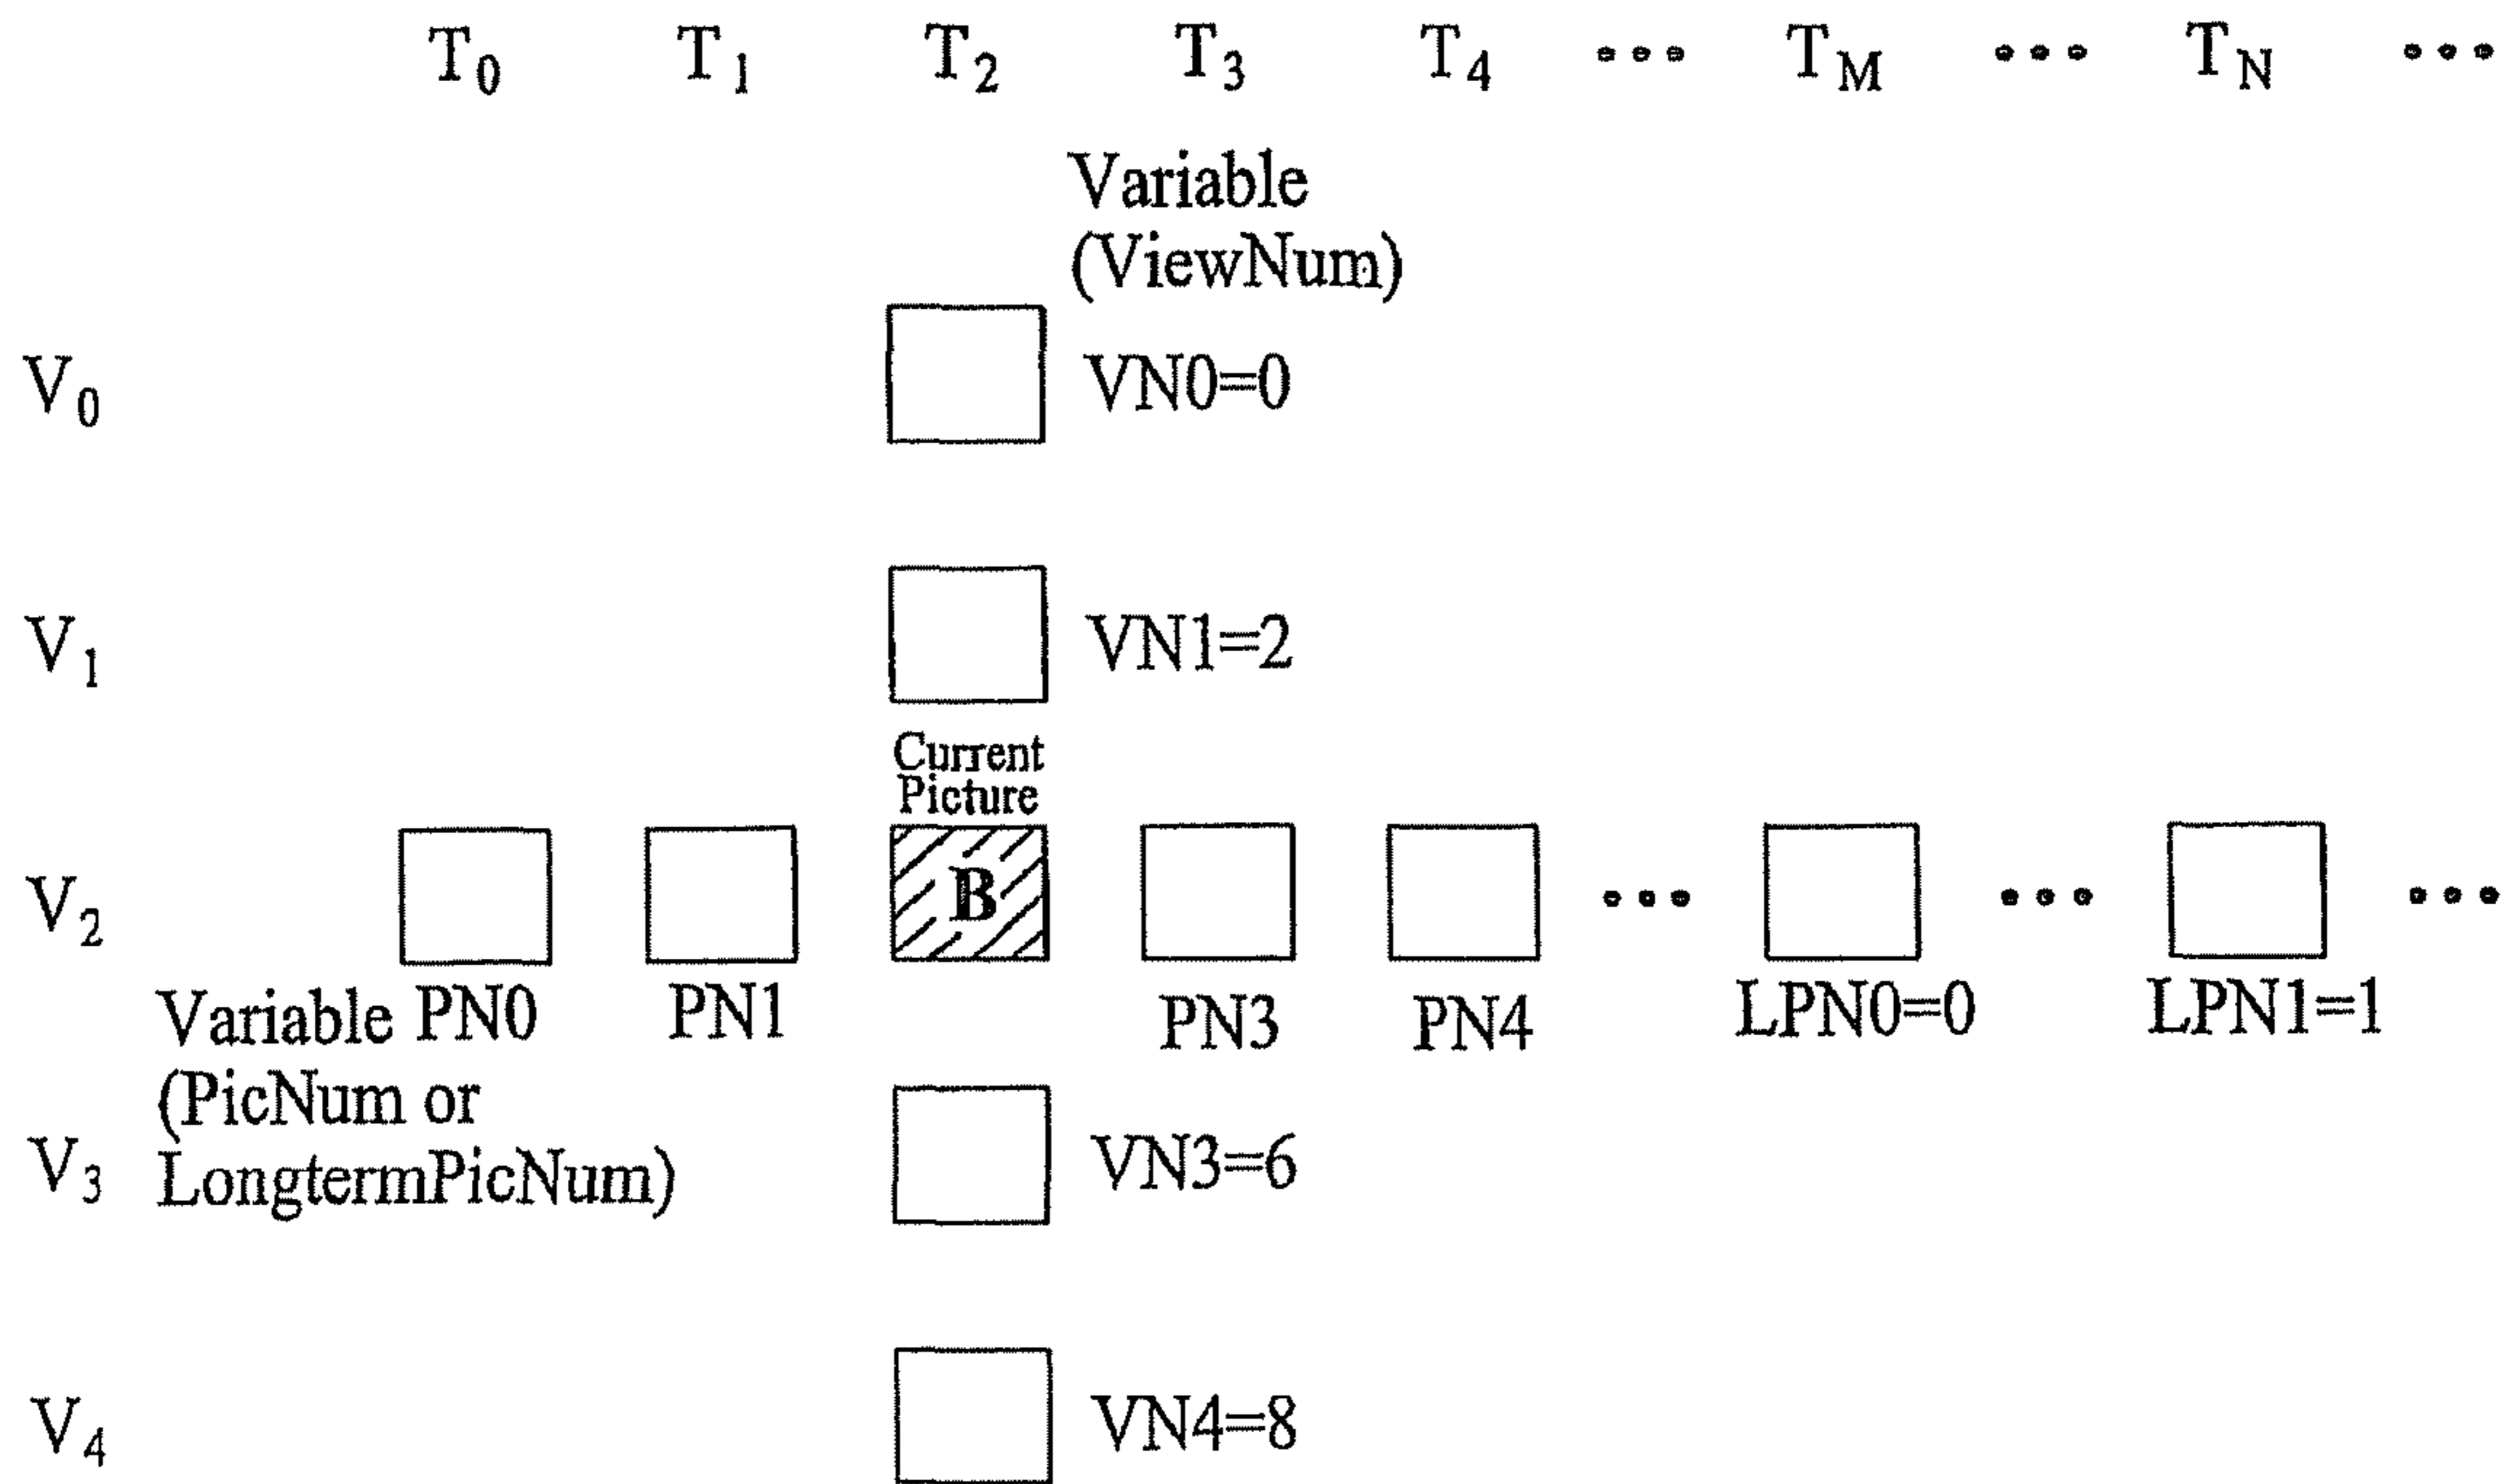 T0 T1 T2 T3 T4 ••• TM ••• TN •••
Variable
(ViewNum)
V0 VN0=0
V1 VN1=2
Current
Picture
V2 B ••• ••• •••
Variable PN0 PN1 PN3 PN4 LPN0=0 LPN1=1
(PicNum or
V3 LongtermPicNum) VN3=6
V4 VN4=8